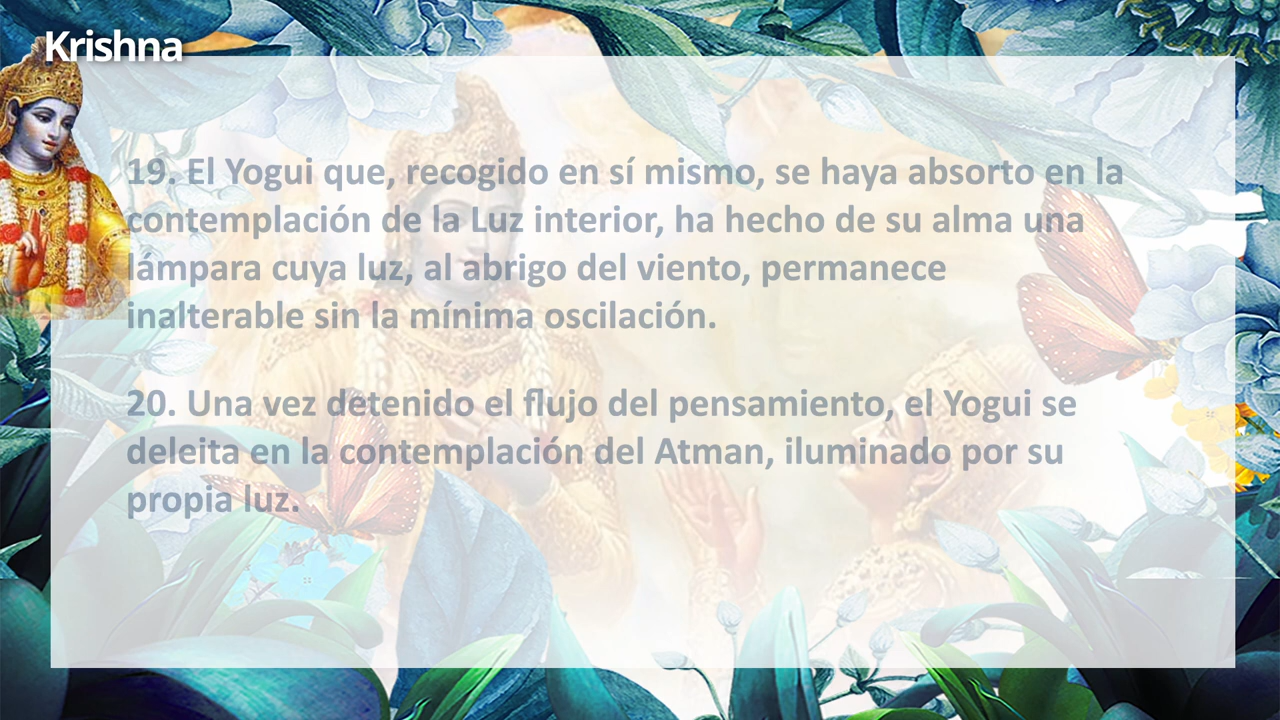 Krishna
19. El Yogui que, recogido en sí mismo, se haya absorto en la
contemplación de la Luz interior, ha hecho de su alma una
lámpara cuya luz, al abrigo del viento, permanece
inalterable sin la mínima oscilación.
20. Una vez detenido el flujo del pensamiento, el Yogui se
deleita en la contemplación del Atman, iluminado por su
propia luz.